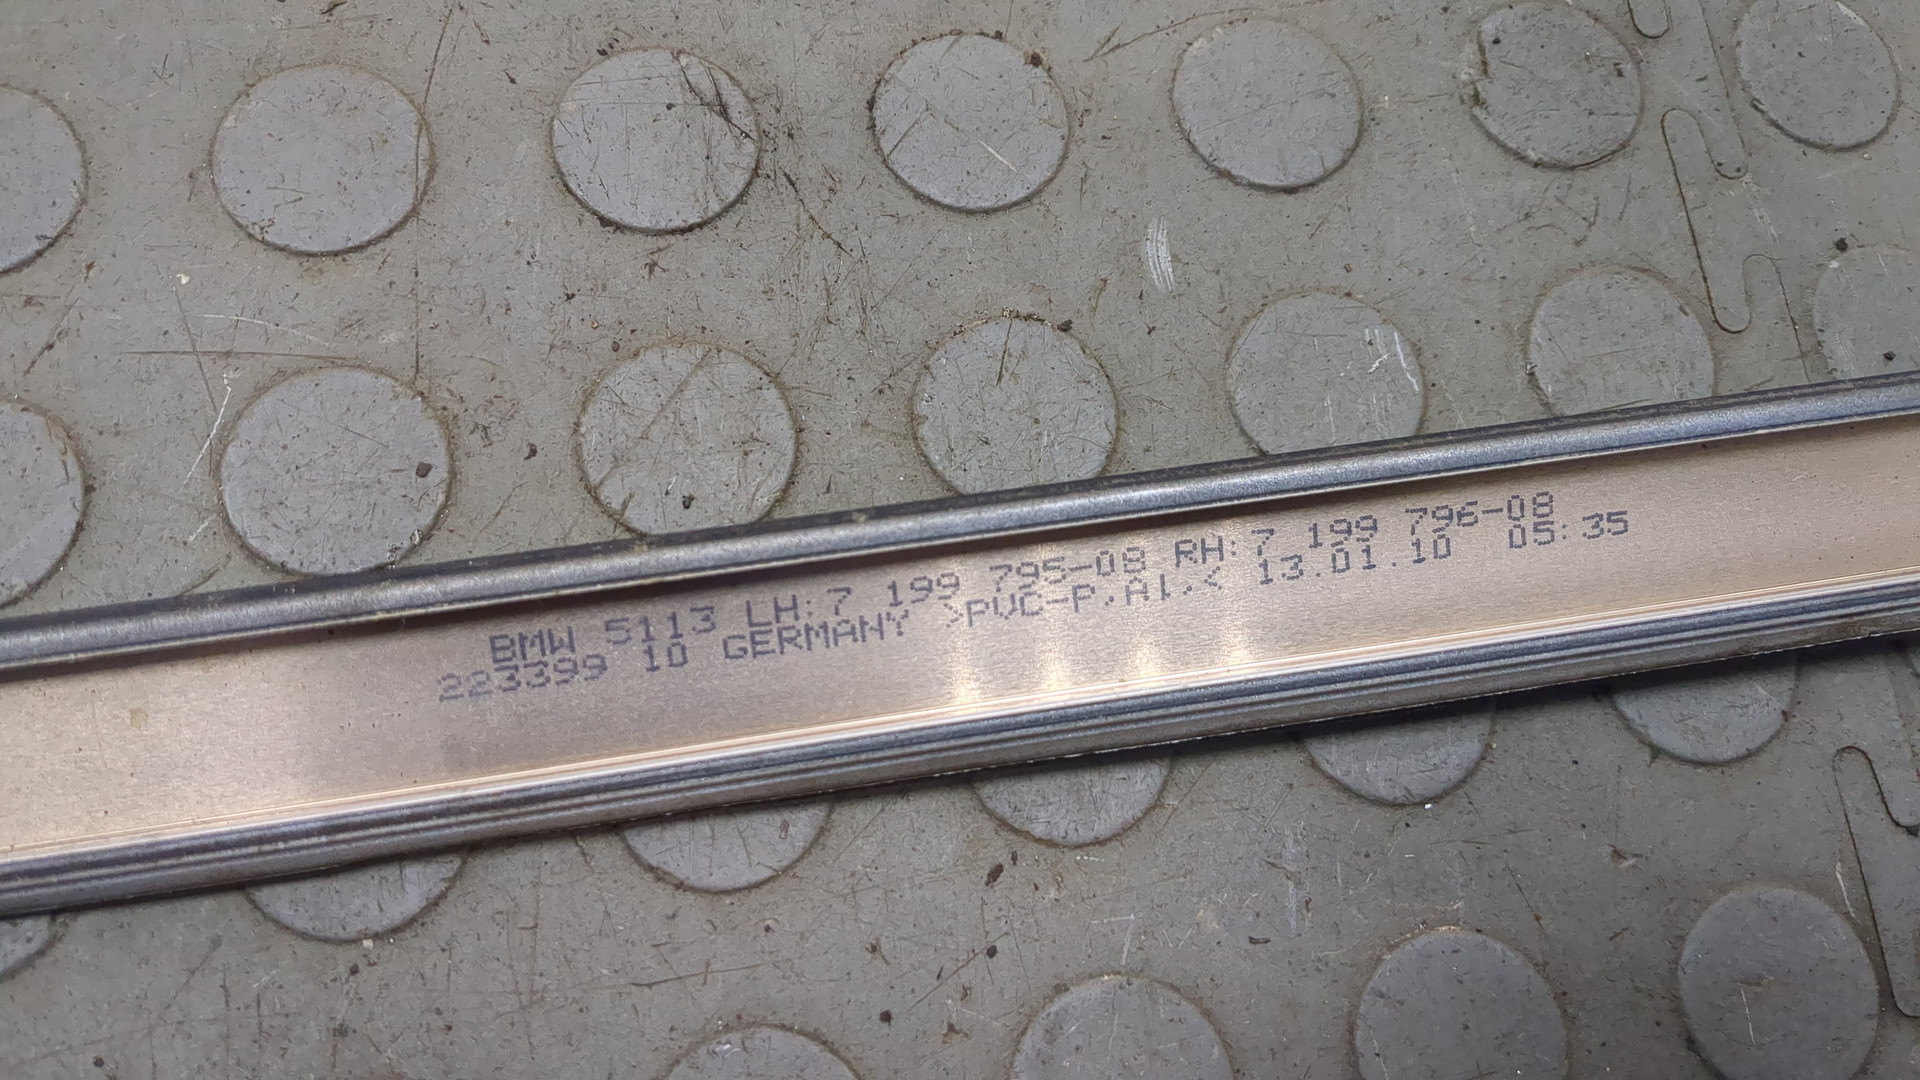 BMW 5113 LH:7 199 795-08 RH:7 199 796-08
223399 10 GERMANY >PVC-P.Al.< 13.01.10 05:35